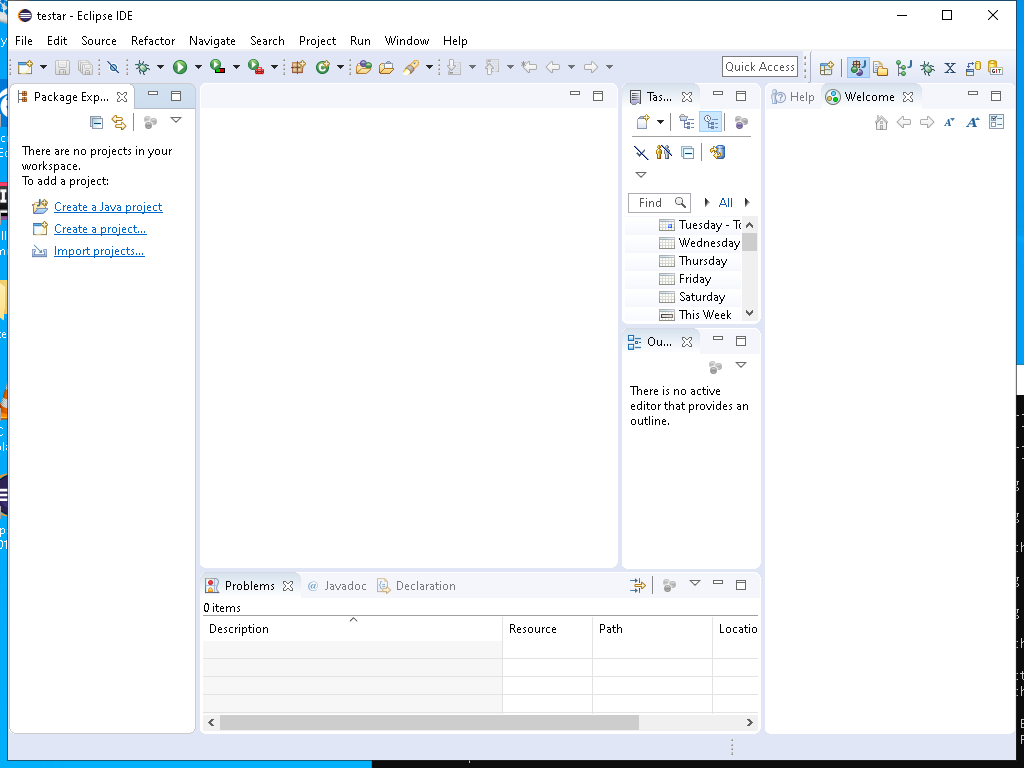 testar - Eclipse IDE
File Edit Source Refactor Navigate Search Project Run Window Help
Quick Access
Package Exp...
Tas...
Help
Welcome
There are no projects in your
workspace.
To add a project:
Create a Java project
Create a project...
Import projects...
Find
All
Tuesday - To
Wednesday
Thursday
Friday
Saturday
This Week
Ou...
There is no active
editor that provides an
outline.
Problems
@ Javadoc
Declaration
0 items
Description
Resource
Path
Locatio